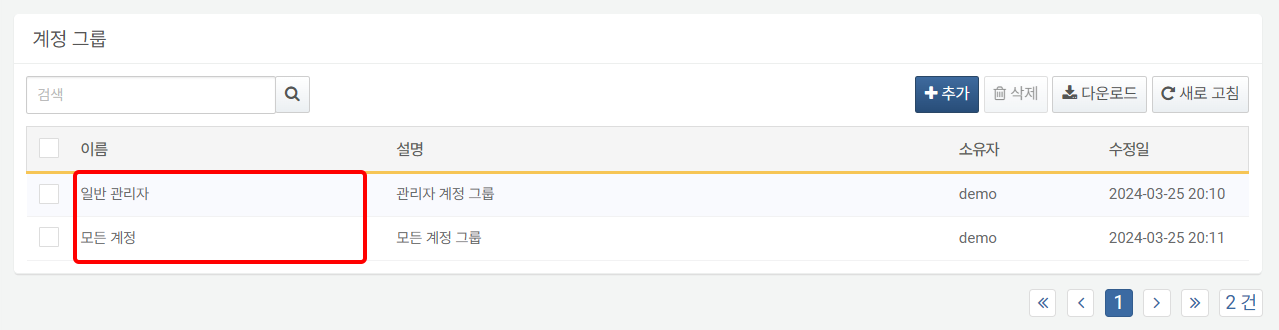 계정 그룹
검색 추가 삭제 다운로드 새로 고침
이름 설명 소유자 수정일
일반 관리자 관리자 계정 그룹 demo 2024-03-25 20:10
모든 계정 모든 계정 그룹 demo 2024-03-25 20:11
1 2 건